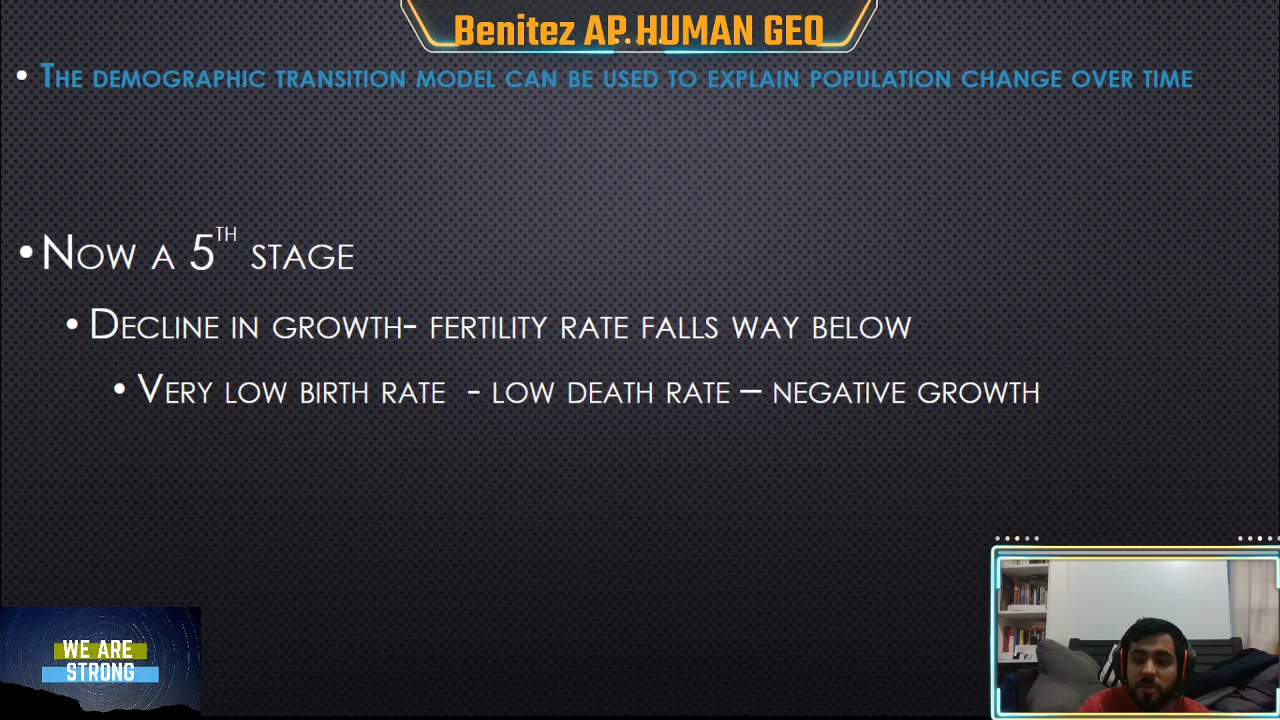 Benitez AP HUMAN GEO
• THE DEMOGRAPHIC TRANSITION MODEL CAN BE USED TO EXPLAIN POPULATION CHANGE OVER TIME
• NOW A 5TH STAGE
• DECLINE IN GROWTH- FERTILITY RATE FALLS WAY BELOW
• VERY LOW BIRTH RATE - LOW DEATH RATE – NEGATIVE GROWTH
WE ARE
STRONG